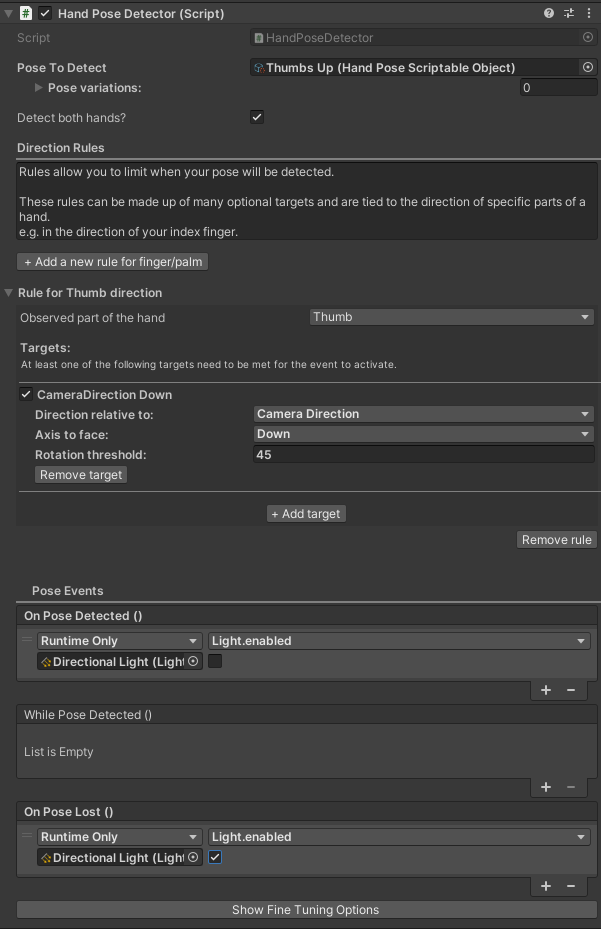 Hand Pose Detector (Script)
Script
HandPoseDetector
Pose To Detect
Thumbs Up (Hand Pose Scriptable Object)
Pose variations:
0
Detect both hands?
Direction Rules
Rules allow you to limit when your pose will be detected.
These rules can be made up of many optional targets and are tied to the direction of specific parts of a
hand.
e.g. in the direction of your index finger.
+ Add a new rule for finger/palm
Rule for Thumb direction
Observed part of the hand
Thumb
Targets:
At least one of the following targets need to be met for the event to activate.
CameraDirection Down
Direction relative to:
Camera Direction
Axis to face:
Down
Rotation threshold:
45
Remove target
+ Add target
Remove rule
Pose Events
On Pose Detected ()
Runtime Only
Light.enabled
Directional Light (Light
While Pose Detected ()
List is Empty
On Pose Lost ()
Runtime Only
Light.enabled
Directional Light (Light
Show Fine Tuning Options